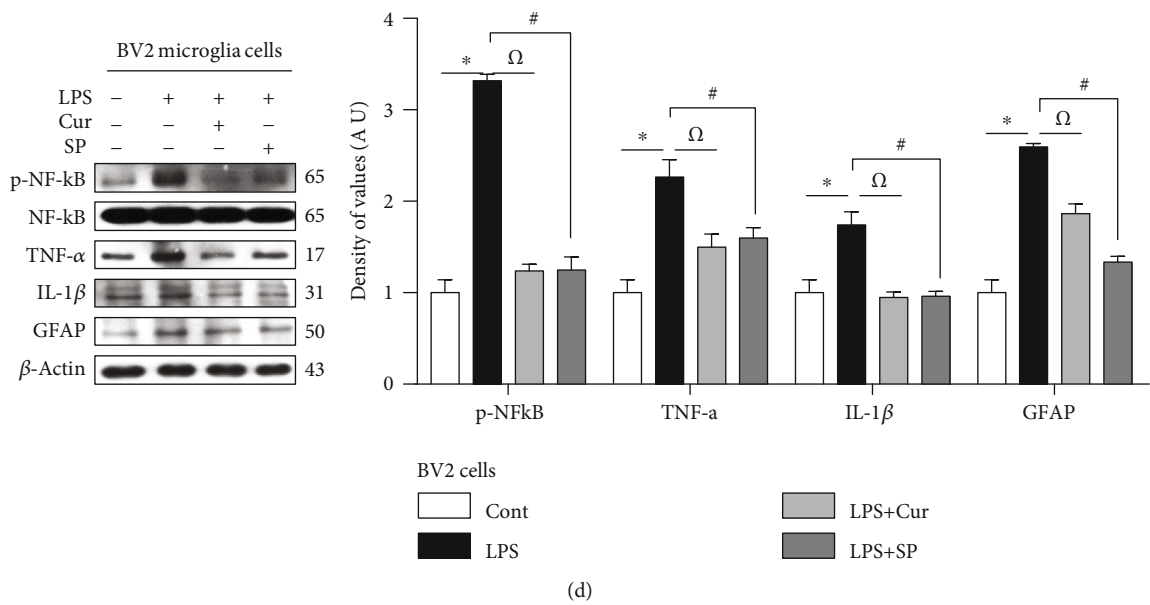 BV2 microglia cells
LPS − + + +
Cur − − + −
SP − − − +
p-NF-kB 65
NF-kB 65
TNF-α 17
IL-1β 31
GFAP 50
β-Actin 43
Density of values (A U)
4
3
2
1
0
* Ω #
* Ω #
* Ω #
* Ω #
p-NFkB TNF-a IL-1β GFAP
BV2 cells
Cont LPS+Cur
LPS LPS+SP
(d)